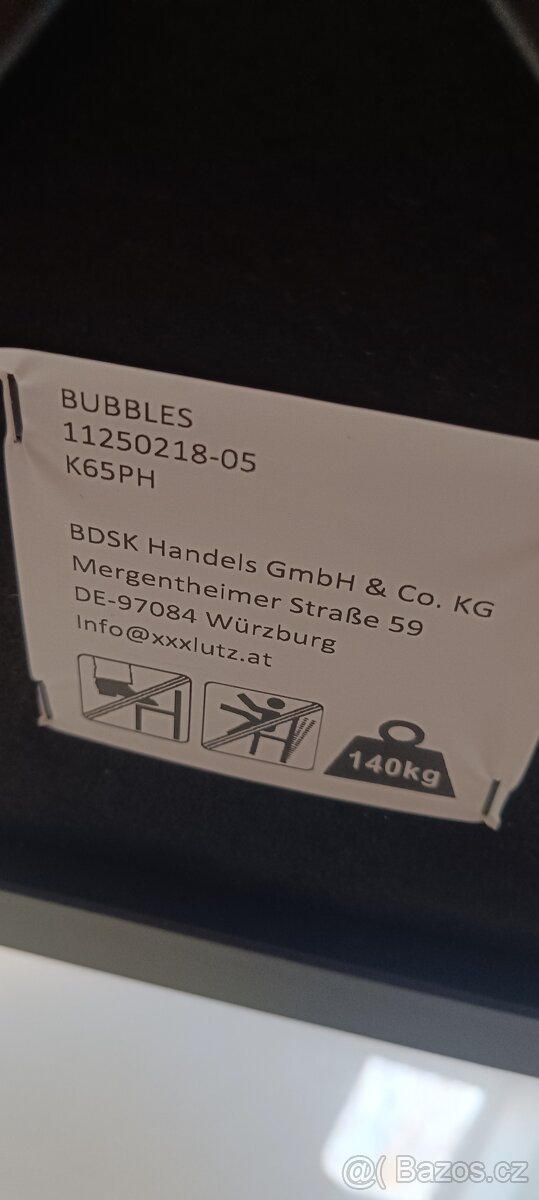 BUBBLES
11250218-05
K65PH
BDSK Handels GmbH & Co. KG
Mergentheimer Straße 59
DE-97084 Würzburg
Info@xxxlutz.at
140kg
@( Bazos.cz